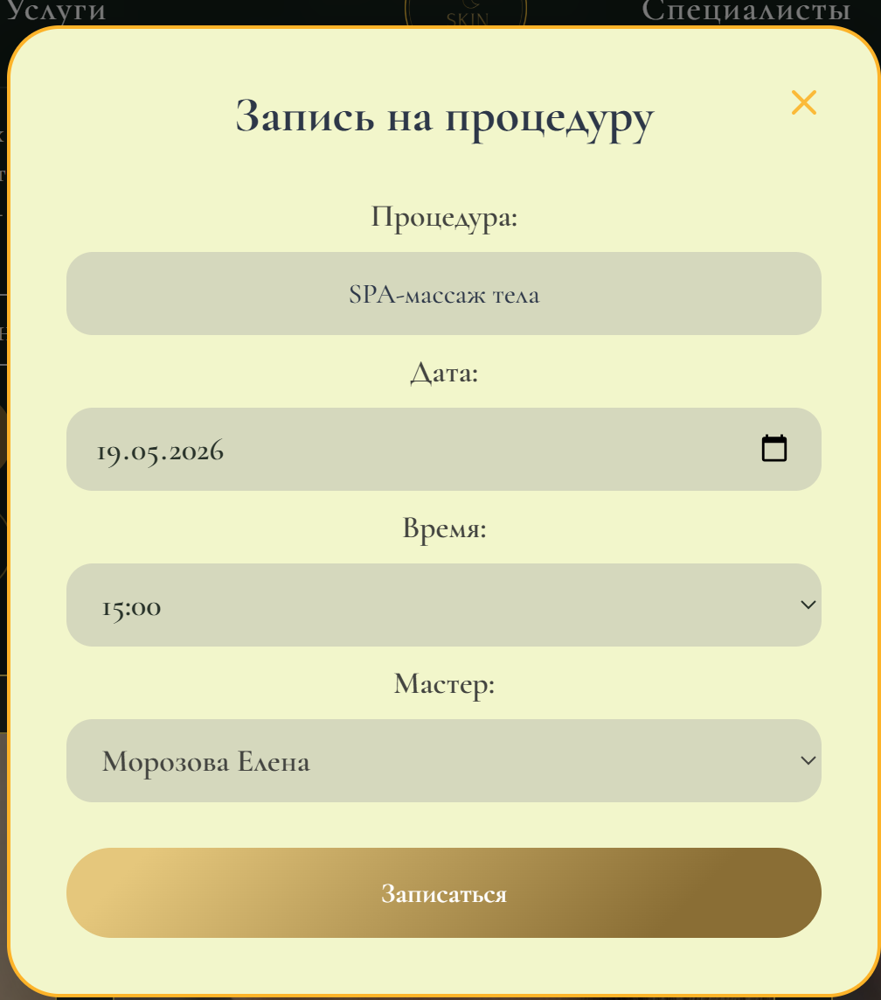 Услуги
SKIN
Специалисты
Запись на процедуру
Процедура:
SPA-массаж тела
Дата:
19.05.2026
Время:
15:00
Мастер:
Морозова Елена
Записаться